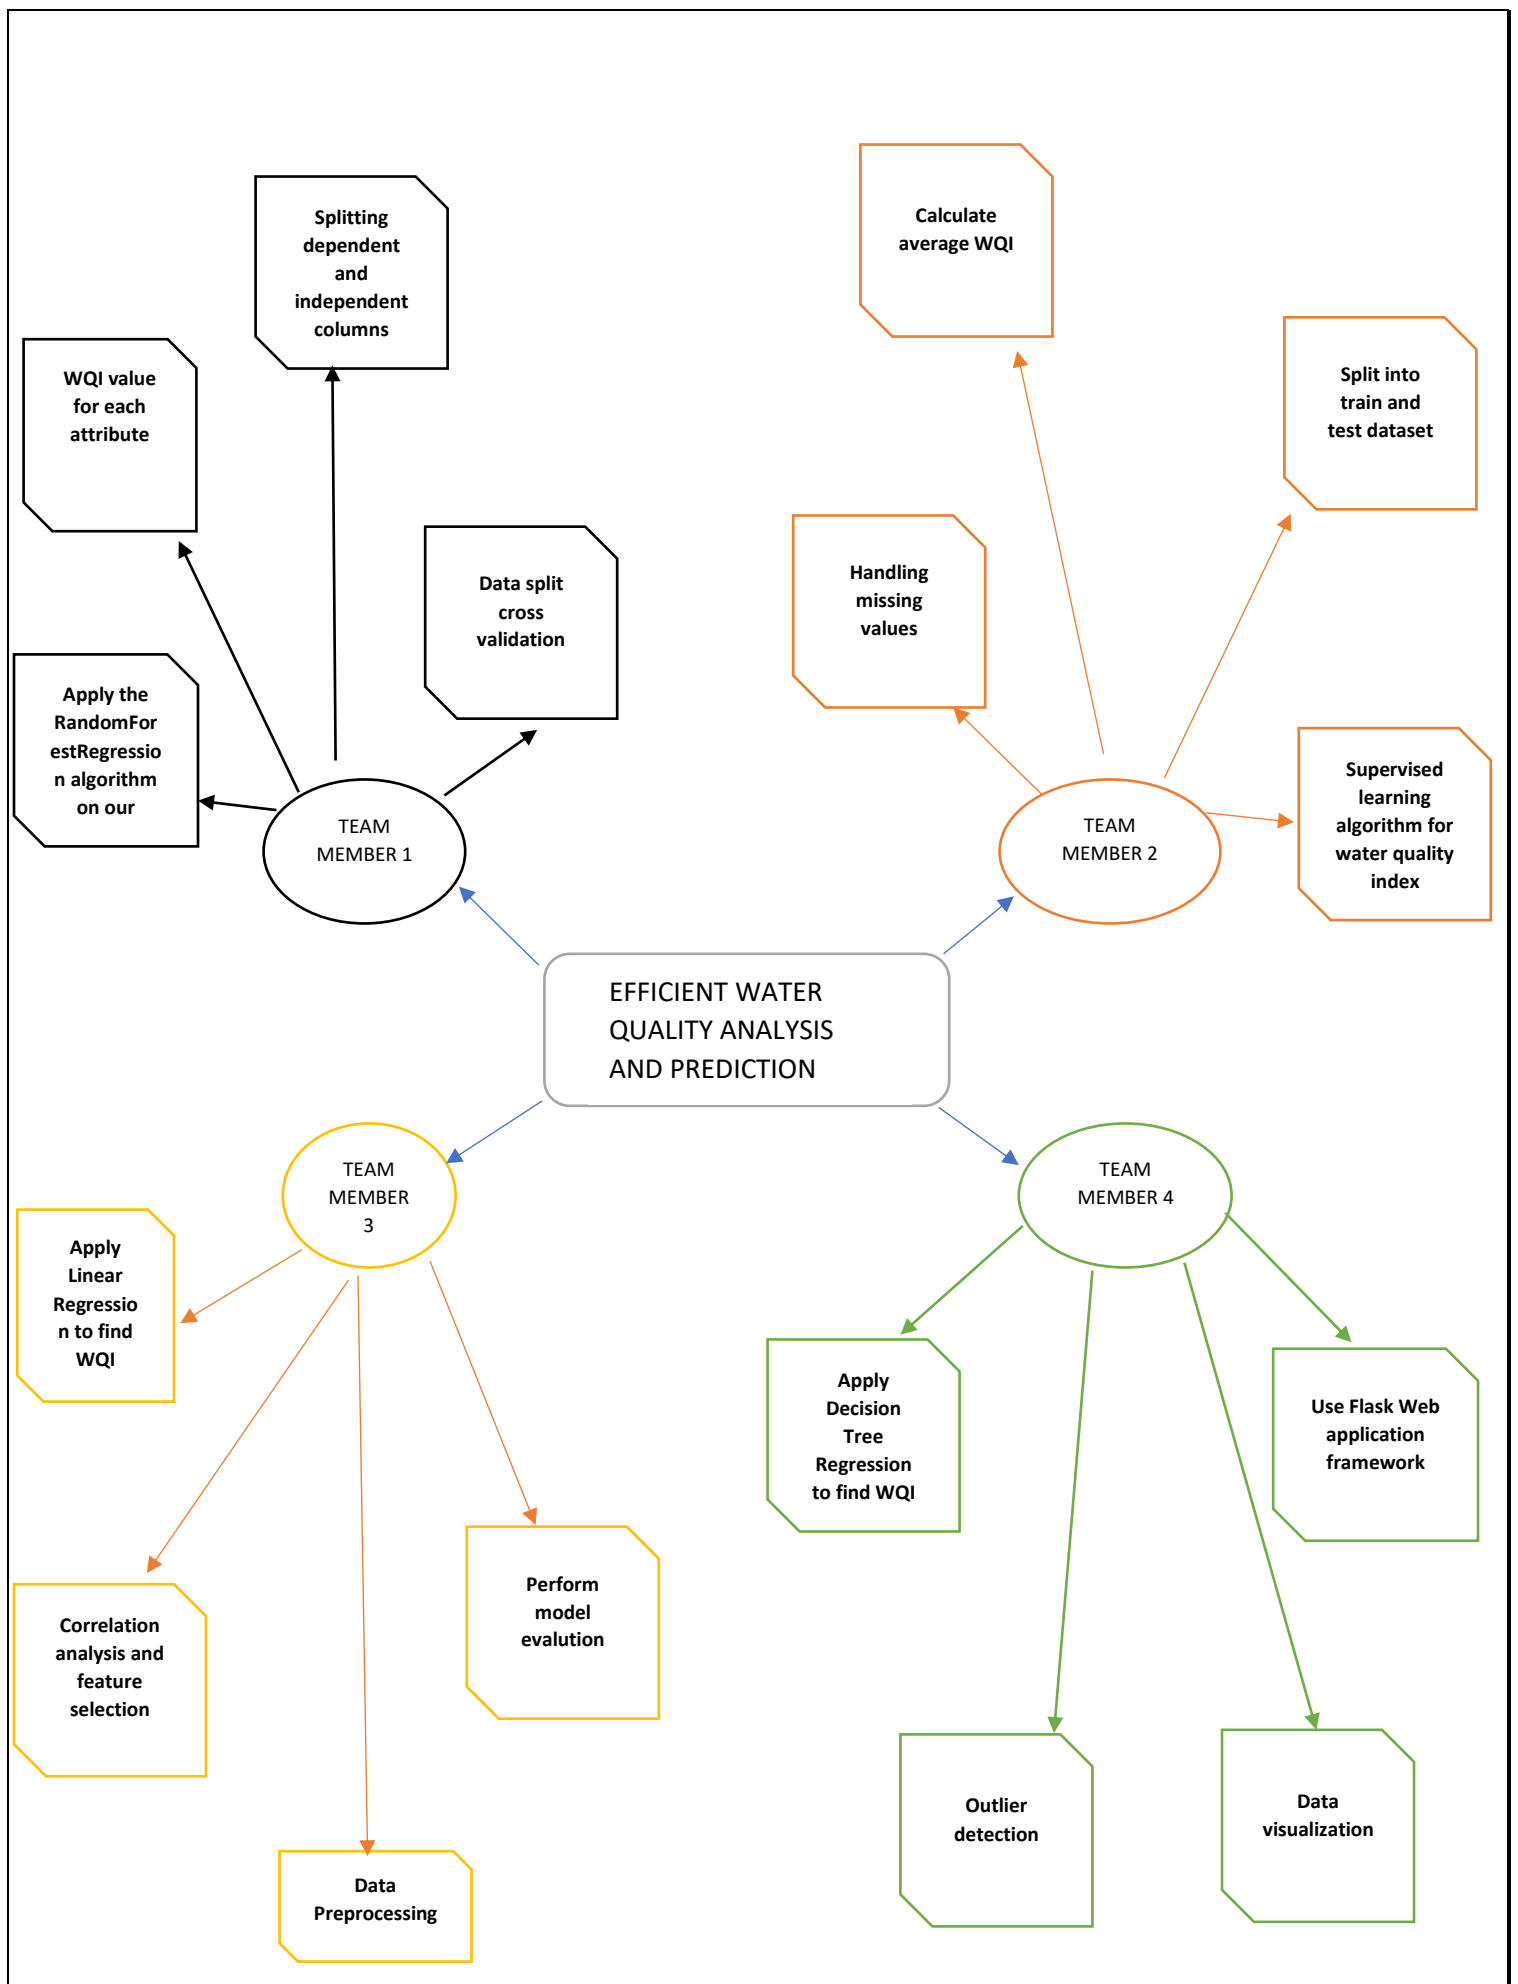 Splitting
dependent
and
independent
columns
WQI value
for each
attribute
Data split
cross
validation
Apply the
RandomFor
estRegressio
n algorithm
on our
TEAM
MEMBER 1
Calculate
average WQI
Split into
train and
test dataset
Handling
missing
values
Supervised
learning
algorithm for
water quality
index
TEAM
MEMBER 2
EFFICIENT WATER
QUALITY ANALYSIS
AND PREDICTION
TEAM
MEMBER
3
Apply
Linear
Regressio
n to find
WQI
Correlation
analysis and
feature
selection
Perform
model
evalution
Data
Preprocessing
TEAM
MEMBER 4
Apply
Decision
Tree
Regression
to find WQI
Use Flask Web
application
framework
Outlier
detection
Data
visualization